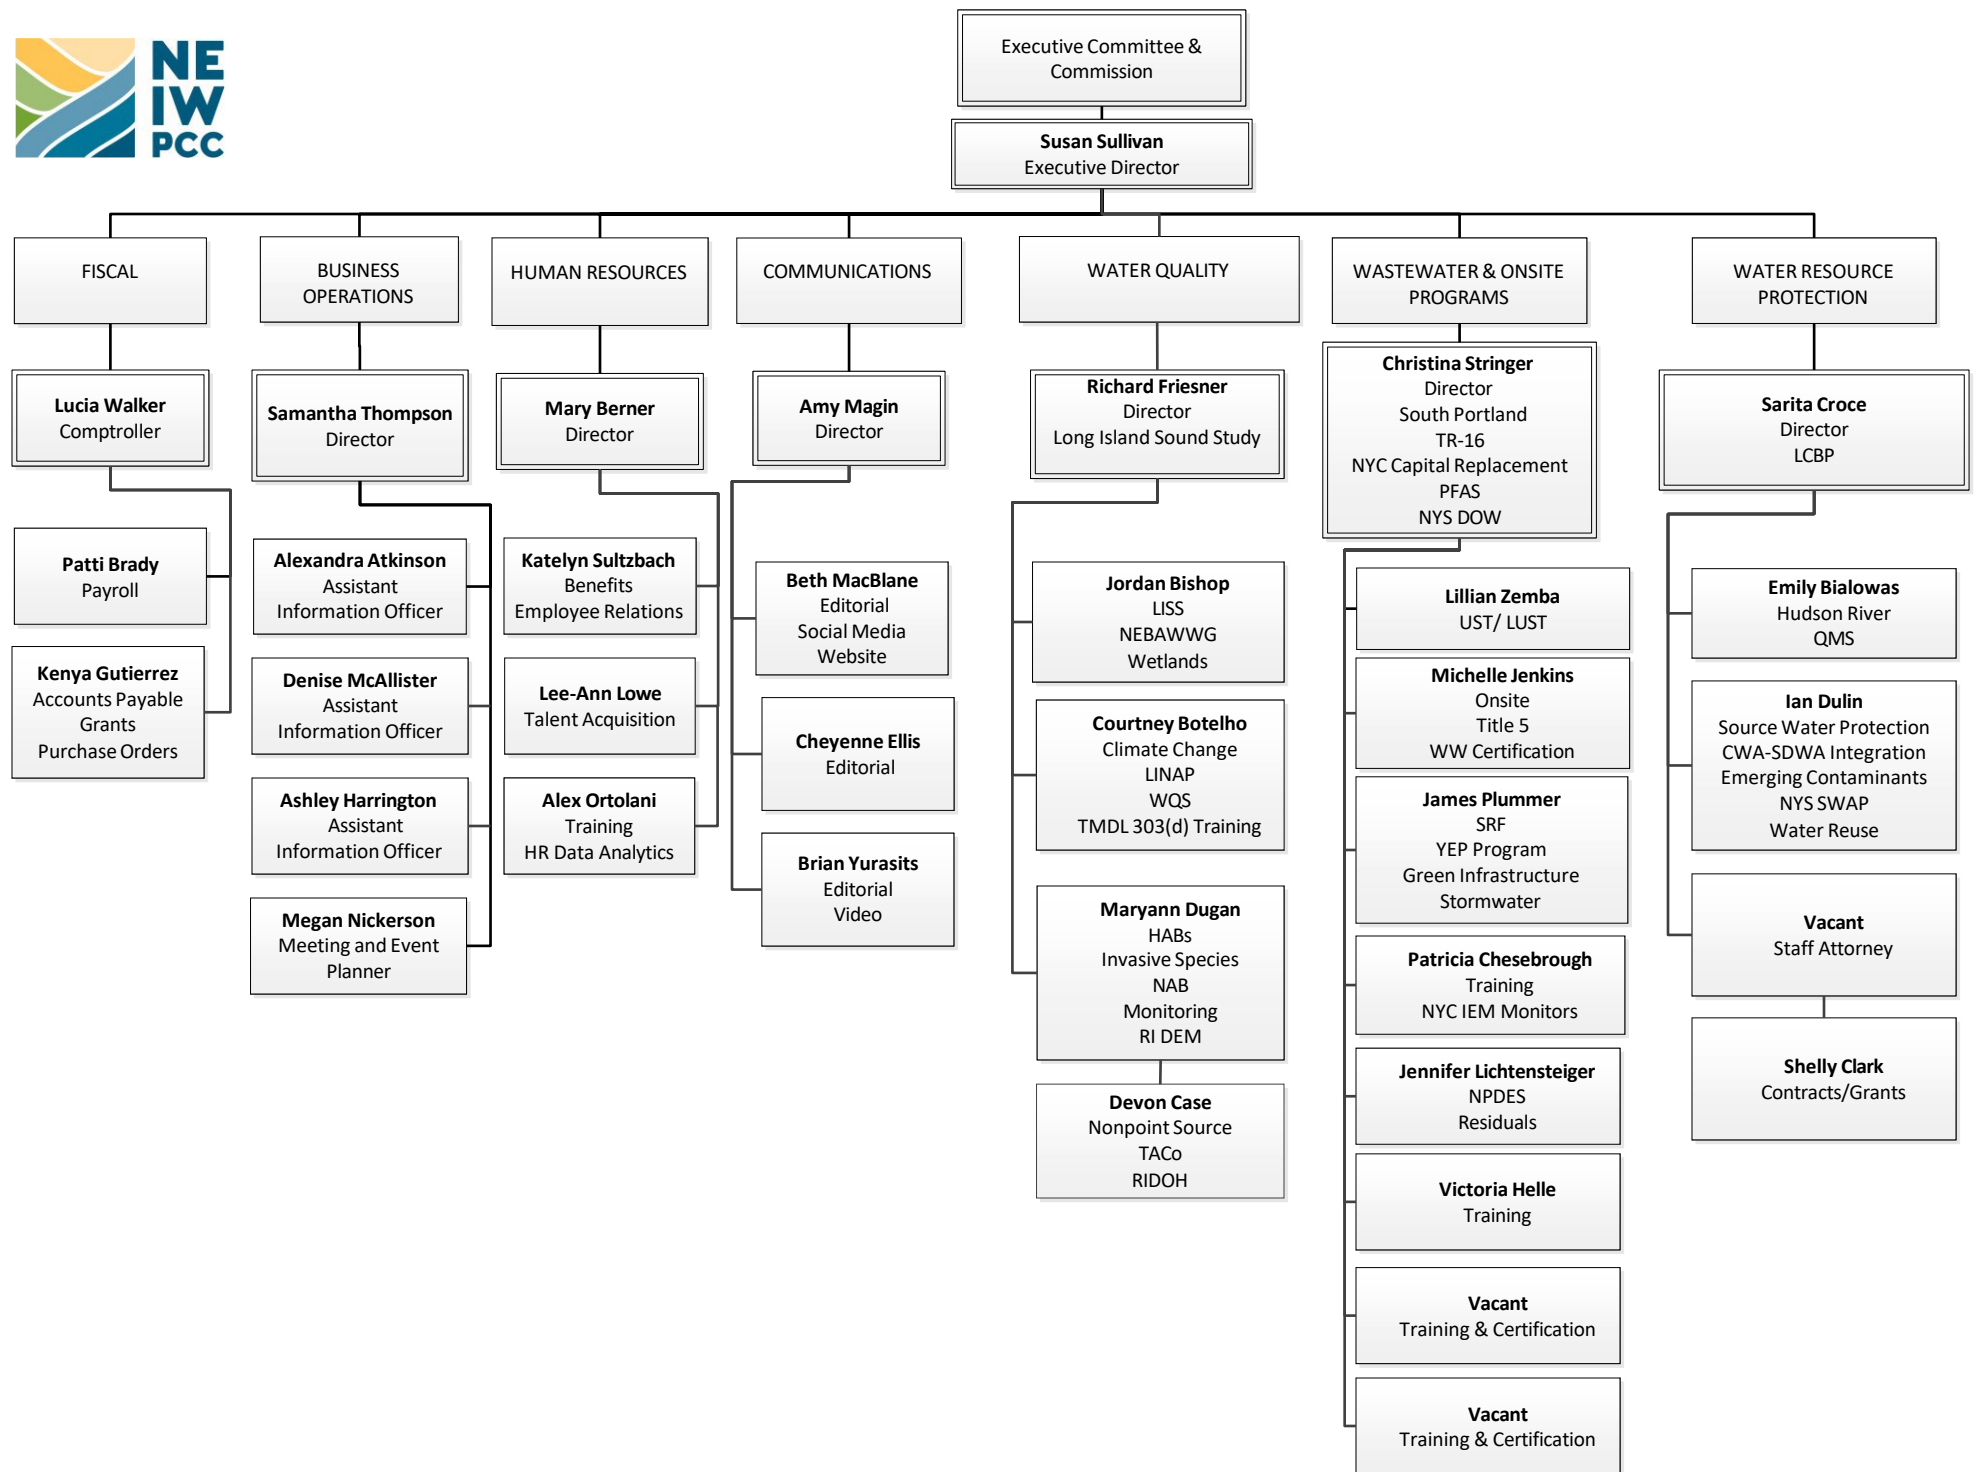 NE
IW
PCC
Executive Committee &
Commission
Susan Sullivan
Executive Director
FISCAL
Lucia Walker
Comptroller
Patti Brady
Payroll
Kenya Gutierrez
Accounts Payable
Grants
Purchase Orders
BUSINESS
OPERATIONS
Samantha Thompson
Director
Alexandra Atkinson
Assistant
Information Officer
Denise McAllister
Assistant
Information Officer
Ashley Harrington
Assistant
Information Officer
Megan Nickerson
Meeting and Event
Planner
HUMAN RESOURCES
Mary Berner
Director
Katelyn Sultzbach
Benefits
Employee Relations
Lee-Ann Lowe
Talent Acquisition
Alex Ortolani
Training
HR Data Analytics
COMMUNICATIONS
Amy Magin
Director
Beth MacBlane
Editorial
Social Media
Website
Cheyenne Ellis
Editorial
Brian Yurasits
Editorial
Video
WATER QUALITY
Richard Friesner
Director
Long Island Sound Study
Jordan Bishop
LISS
NEBAWWG
Wetlands
Courtney Botelho
Climate Change
LINAP
WQS
TMDL 303(d) Training
Maryann Dugan
HABs
Invasive Species
NAB
Monitoring
RI DEM
Devon Case
Nonpoint Source
TACo
RIDOH
WASTEWATER & ONSITE
PROGRAMS
Christina Stringer
Director
South Portland
TR-16
NYC Capital Replacement
PFAS
NYS DOW
Lillian Zemba
UST/ LUST
Michelle Jenkins
Onsite
Title 5
WW Certification
James Plummer
SRF
YEP Program
Green Infrastructure
Stormwater
Patricia Chesebrough
Training
NYC IEM Monitors
Jennifer Lichtensteiger
NPDES
Residuals
Victoria Helle
Training
Vacant
Training & Certification
Vacant
Training & Certification
WATER RESOURCE
PROTECTION
Sarita Croce
Director
LCBP
Emily Bialowas
Hudson River
QMS
Ian Dulin
Source Water Protection
CWA-SDWA Integration
Emerging Contaminants
NYS SWAP
Water Reuse
Vacant
Staff Attorney
Shelly Clark
Contracts/Grants